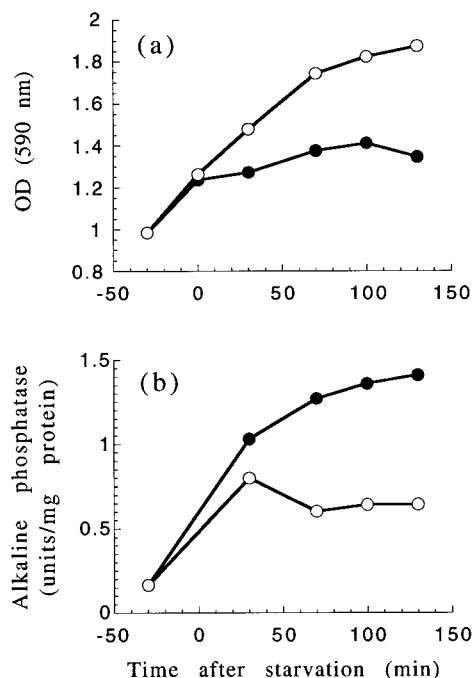 (a)
OD (590 nm)
2
1.8
1.6
1.4
1.2
1
0.8
-50 0 50 100 150
(b)
Alkaline phosphatase
(units/mg protein)
1.5
1
0.5
0
-50 0 50 100 150
Time after starvation (min)